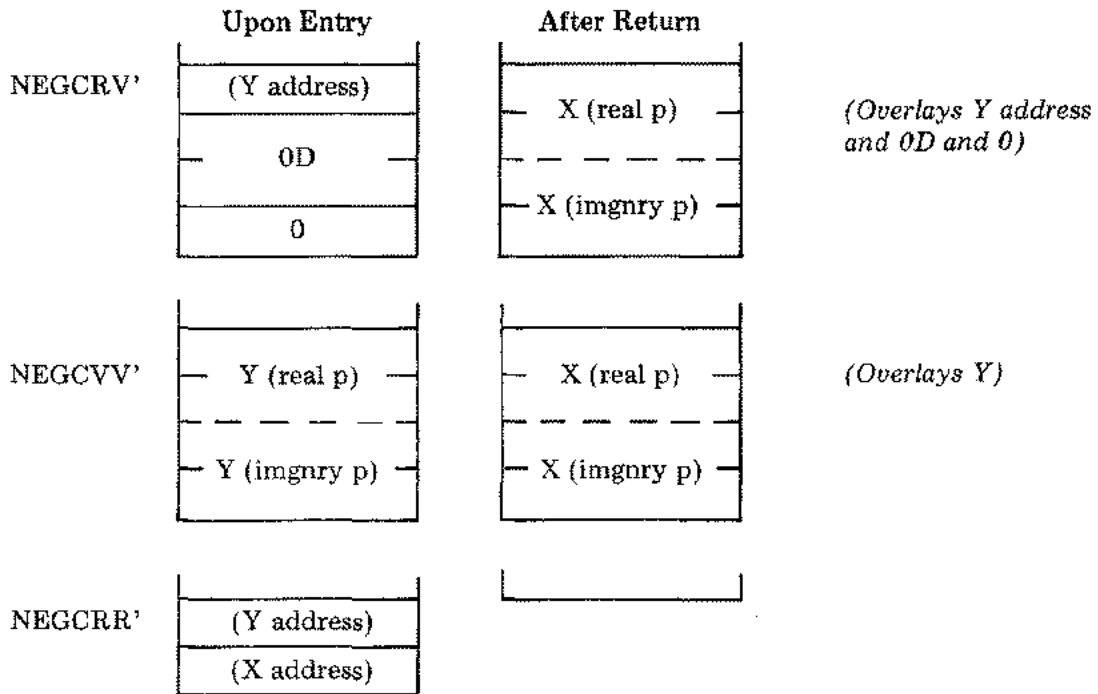 Upon Entry After Return
NEGCRV' (Y address)
X (real p) (Overlays Y address
and 0D and 0)
0D
X (imgnry p)
0
NEGCVV' Y (real p) X (real p) (Overlays Y)
Y (imgnry p) X (imgnry p)
NEGCRR' (Y address)
(X address)